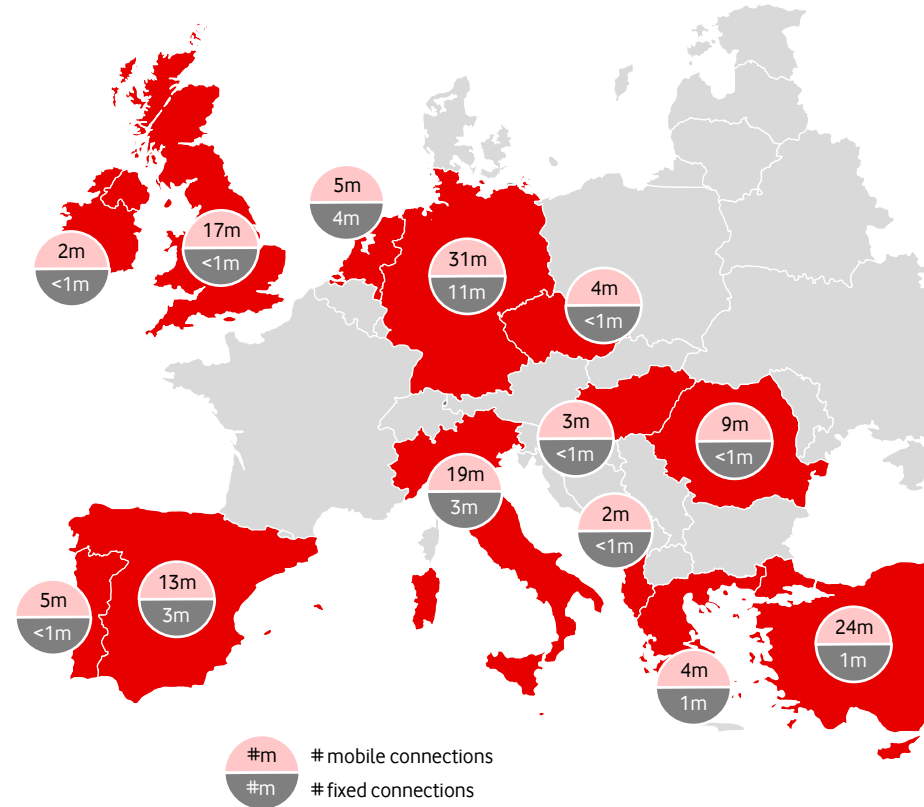 5m
4m
17m
<1m
2m
<1m
31m
11m
4m
<1m
3m
<1m
9m
<1m
19m
3m
2m
<1m
13m
3m
5m
<1m
24m
1m
4m
1m
#m
#m
# mobile connections
# fixed connections